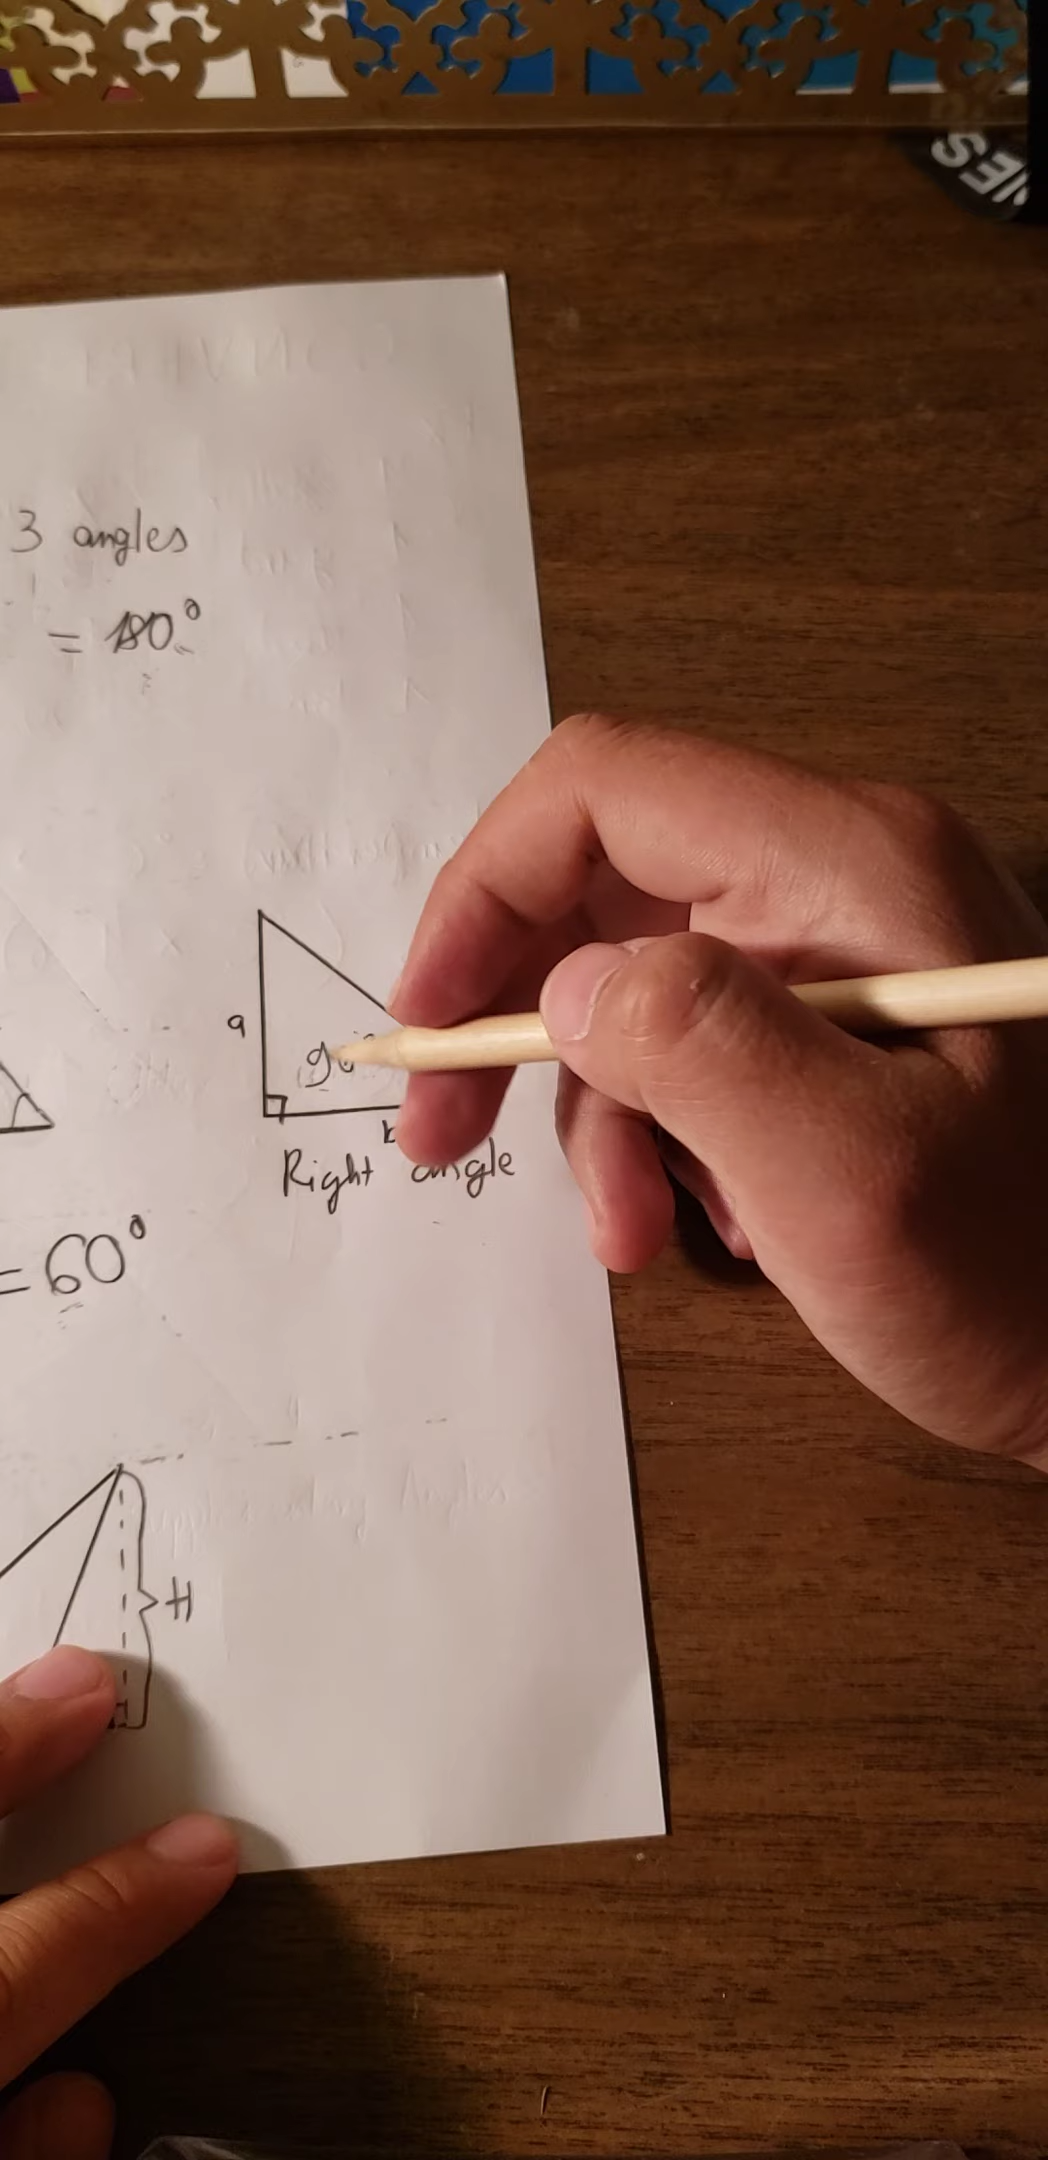 3 angles
= 180°
a
90°
b
Right angle
= 60°
H